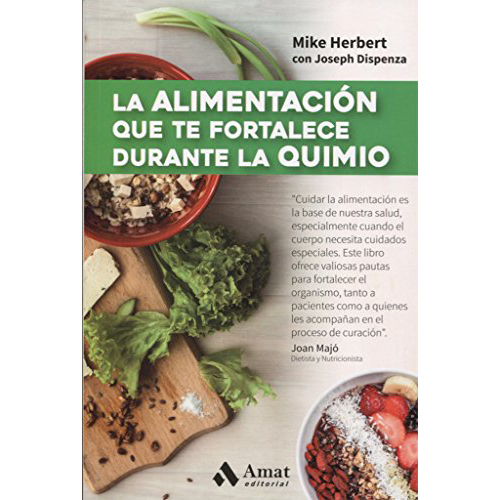 Mike Herbert
con Joseph Dispenza
LA ALIMENTACIÓN
QUE TE FORTALECE
DURANTE LA QUIMIO
"Cuidar la alimentación es
la base de nuestra salud,
especialmente cuando el
cuerpo necesita cuidados
especiales. Este libro
ofrece valiosas pautas
para fortalecer el
organismo, tanto a
pacientes como a quienes
les acompañan en el
proceso de curación".
Joan Majó
Dietista y Nutricionista
Amat
editorial